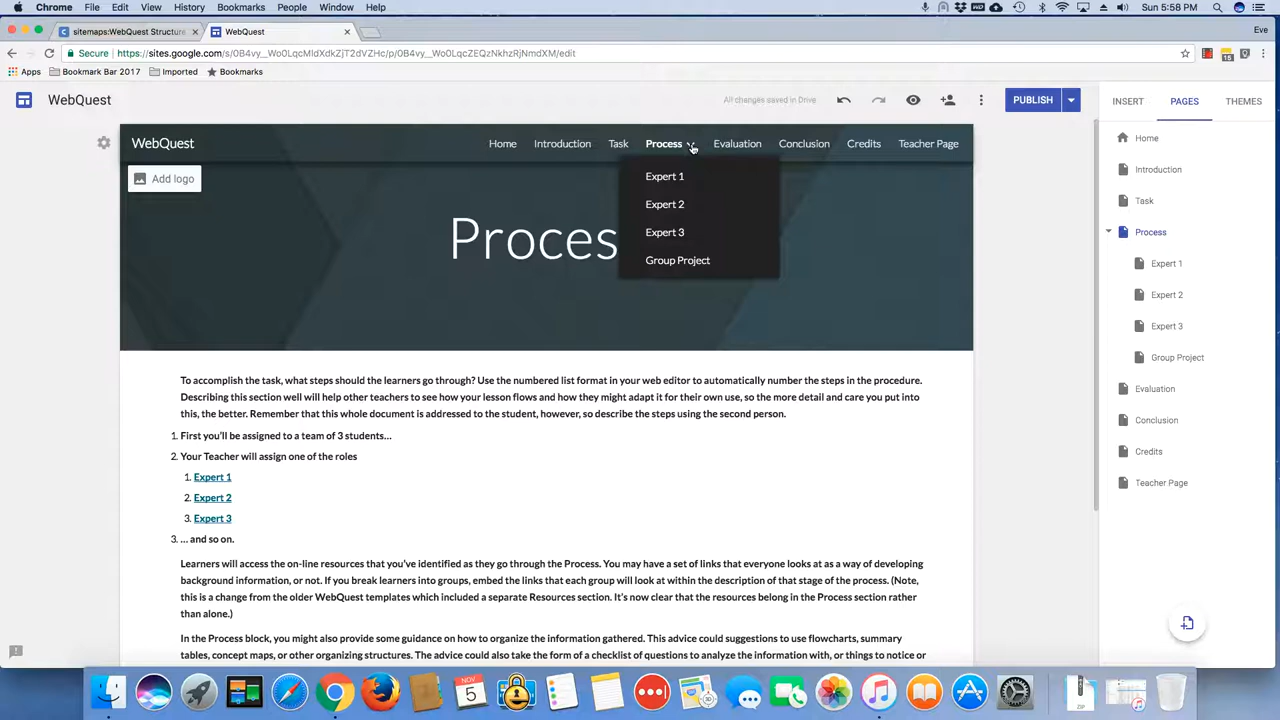 Chrome File Edit View History Bookmarks People Window Help Sun 5:58 PM
sitemaps:WebQuest Structure WebQuest Eve
Secure https://sites.google.com/s/0B4vy__Wo0LqcMldXdkZjT2dVZHc/p/0B4vy__Wo0LqcZEQzNkhzRjNmdXM/edit
Apps Bookmark Bar 2017 Imported Bookmarks
WebQuest All changes saved in Drive PUBLISH INSERT PAGES THEMES
WebQuest Home Introduction Task Process Evaluation Conclusion Credits Teacher Page
Add logo
Expert 1
Expert 2
Expert 3
Group Project
Proces
To accomplish the task, what steps should the learners go through? Use the numbered list format in your web editor to automatically number the steps in the procedure.
Describing this section well will help other teachers to see how your lesson flows and how they might adapt it for their own use, so the more detail and care you put into
this, the better. Remember that this whole document is addressed to the student, however, so describe the steps using the second person.
1. First you'll be assigned to a team of 3 students...
2. Your Teacher will assign one of the roles
1. Expert 1
2. Expert 2
3. Expert 3
3. ... and so on.
Learners will access the on-line resources that you've identified as they go through the Process. You may have a set of links that everyone looks at as a way of developing
background information, or not. If you break learners into groups, embed the links that each group will look at within the description of that stage of the process. (Note,
this is a change from the older WebQuest templates which included a separate Resources section. It's now clear that the resources belong in the Process section rather
than alone.)
In the Process block, you might also provide some guidance on how to organize the information gathered. This advice could suggestions to use flowcharts, summary
tables, concept maps, or other organizing structures. The advice could also take the form of a checklist of questions to analyze the information with, or things to notice or
Home
Introduction
Task
Process
Expert 1
Expert 2
Expert 3
Group Project
Evaluation
Conclusion
Credits
Teacher Page
NOV
5